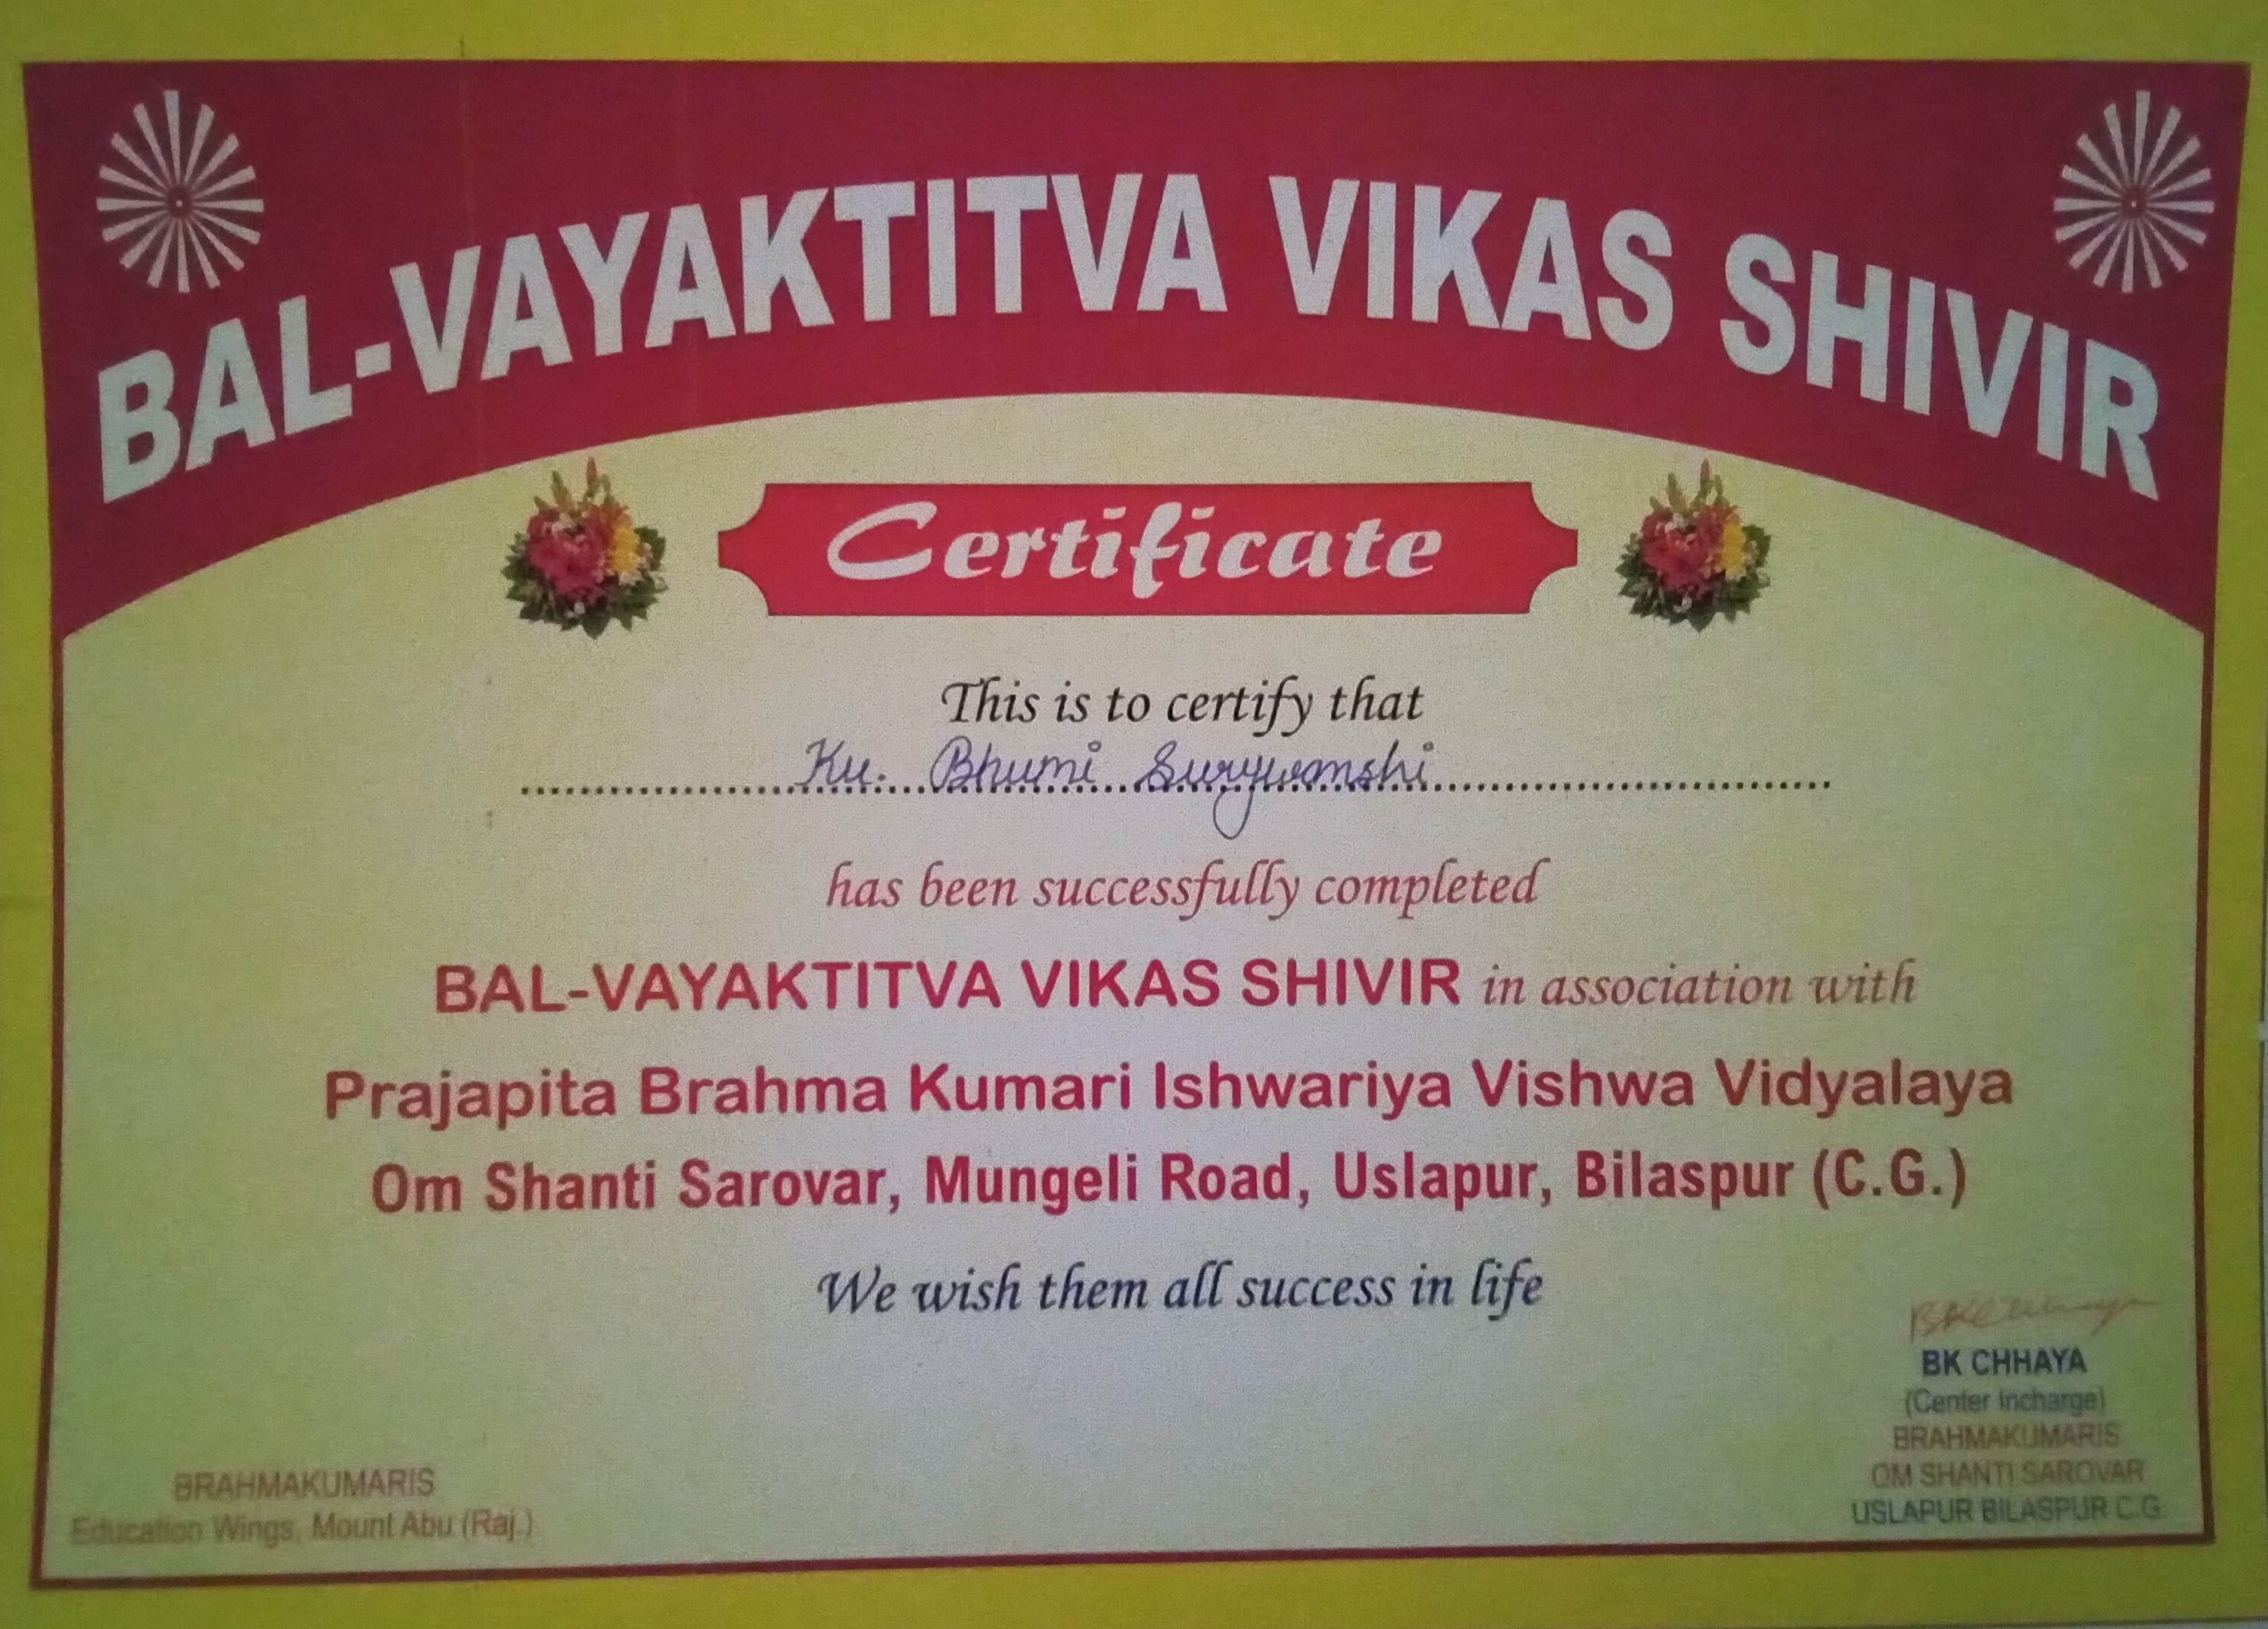 BAL-VAYAKTITVA VIKAS SHIVIR
Certificate
This is to certify that
Ku. Bhumi Surywanshi
has been successfully completed
BAL-VAYAKTITVA VIKAS SHIVIR in association with
Prajapita Brahma Kumari Ishwariya Vishwa Vidyalaya
Om Shanti Sarovar, Mungeli Road, Uslapur, Bilaspur (C.G.)
We wish them all success in life
BK CHHAYA
(Center Incharge)
BRAHMAKUMARIS
OM SHANTI SAROVAR
USLAPUR BILASPUR C.G.
BRAHMAKUMARIS
Education Wings, Mount Abu (Raj.)